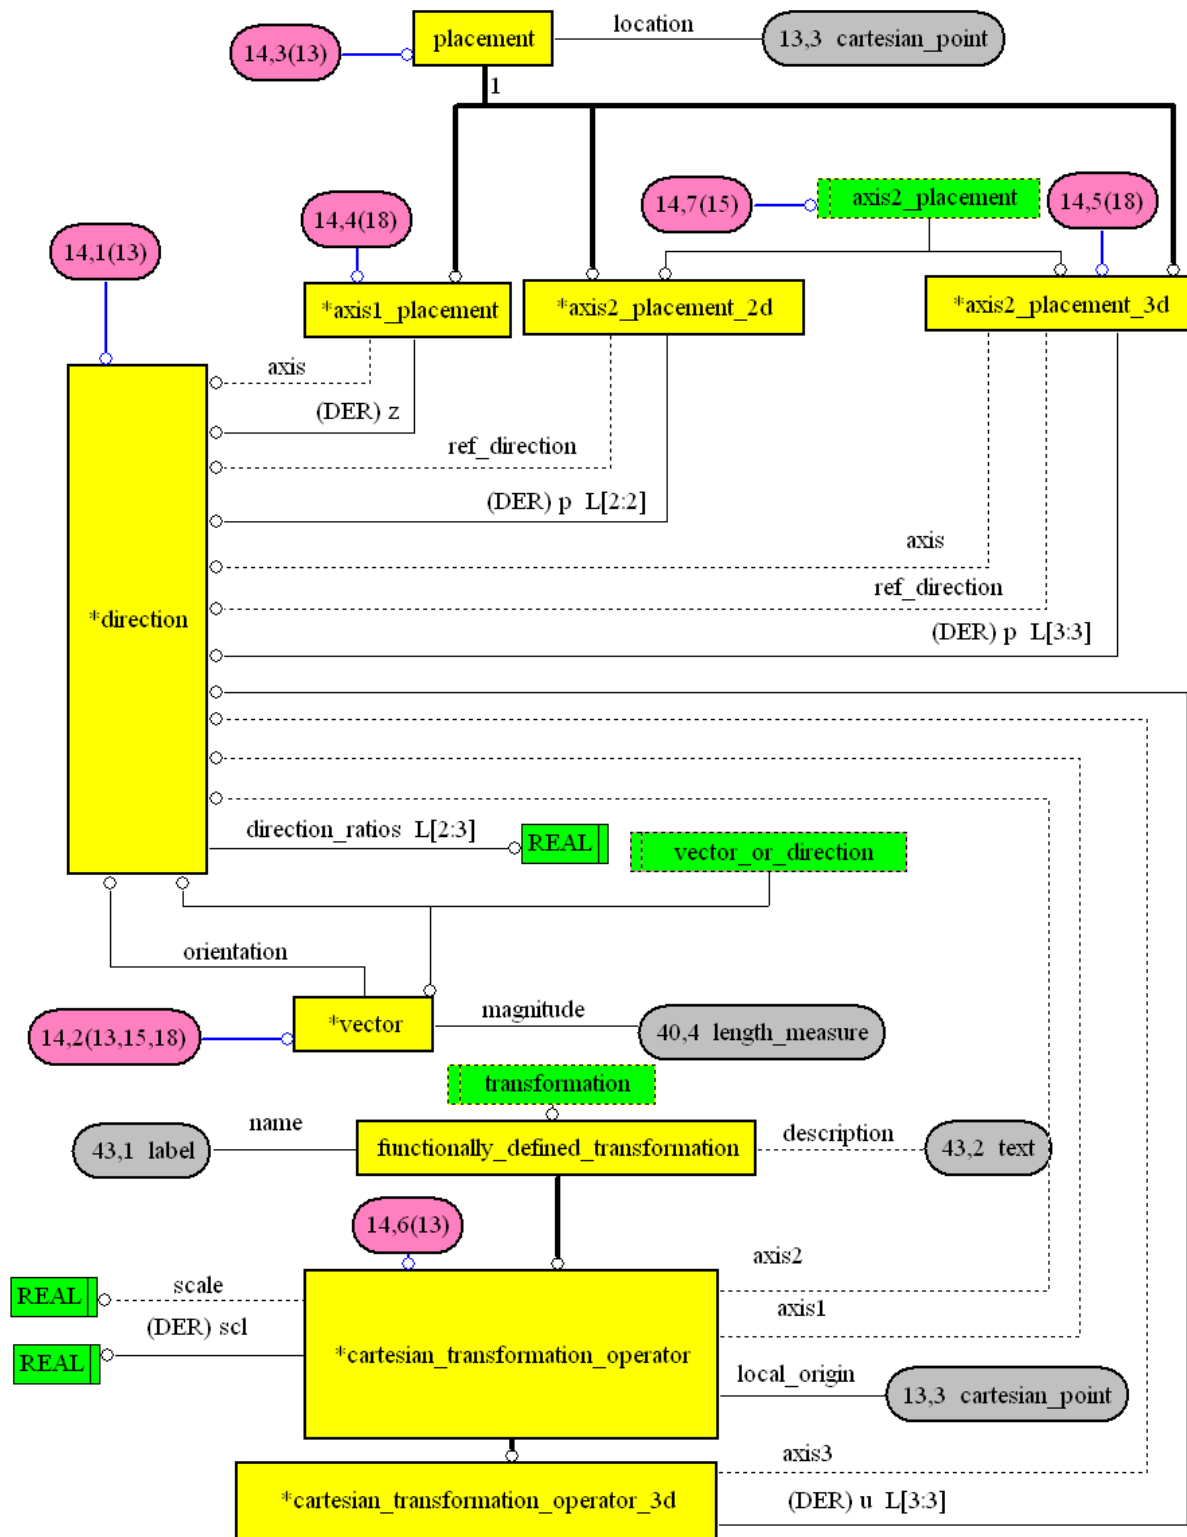 location
placement
13,3 cartesian_point
14,3(13)
1
14,7(15)
axis2_placement
14,5(18)
14,4(18)
14,1(13)
*axis1_placement
*axis2_placement_2d
*axis2_placement_3d
axis
(DER) z
ref_direction
(DER) p L[2:2]
axis
ref_direction
*direction
(DER) p L[3:3]
direction_ratios L[2:3]
REAL
vector_or_direction
orientation
magnitude
*vector
14,2(13,15,18)
40,4 length_measure
transformation
name
description
43,1 label
functionally_defined_transformation
43,2 text
14,6(13)
axis2
scale
REAL
axis1
(DER) scl
REAL
*cartesian_transformation_operator
local_origin
13,3 cartesian_point
axis3
*cartesian_transformation_operator_3d
(DER) u L[3:3]